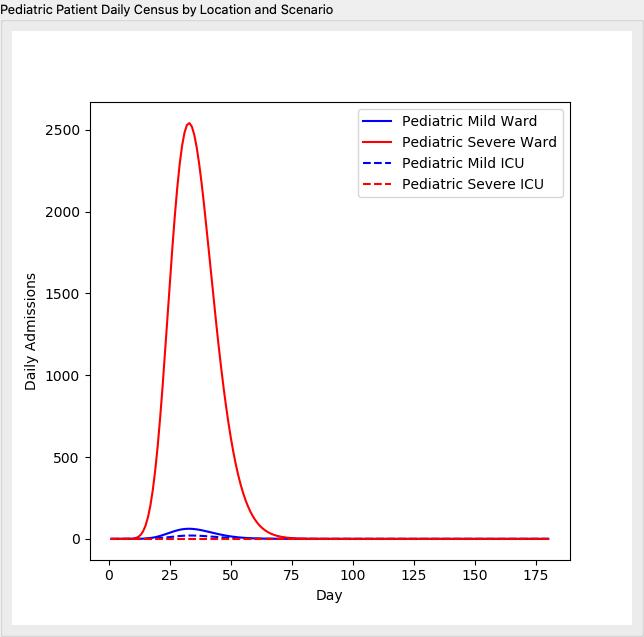 Pediatric Patient Daily Census by Location and Scenario
Pediatric Mild Ward
Pediatric Severe Ward
Pediatric Mild ICU
Pediatric Severe ICU
Daily Admissions
2500
2000
1500
1000
500
0
0 25 50 75 100 125 150 175
Day